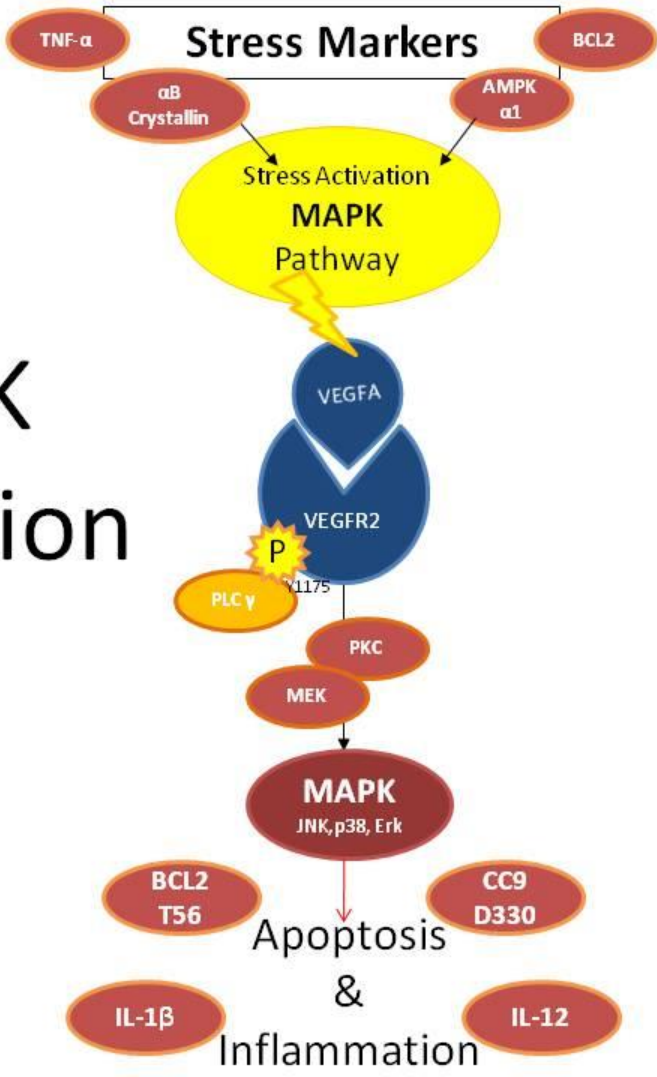 TNF-α
Stress Markers
BCL2
αB
Crystallin
AMPK
α1
Stress Activation
MAPK
Pathway
K
ion
VEGFA
VEGFR2
P
Y1175
PLC γ
PKC
MEK
MAPK
JNK,p38, Erk
BCL2
T56
CC9
D330
Apoptosis
&
Inflammation
IL-1β
IL-12